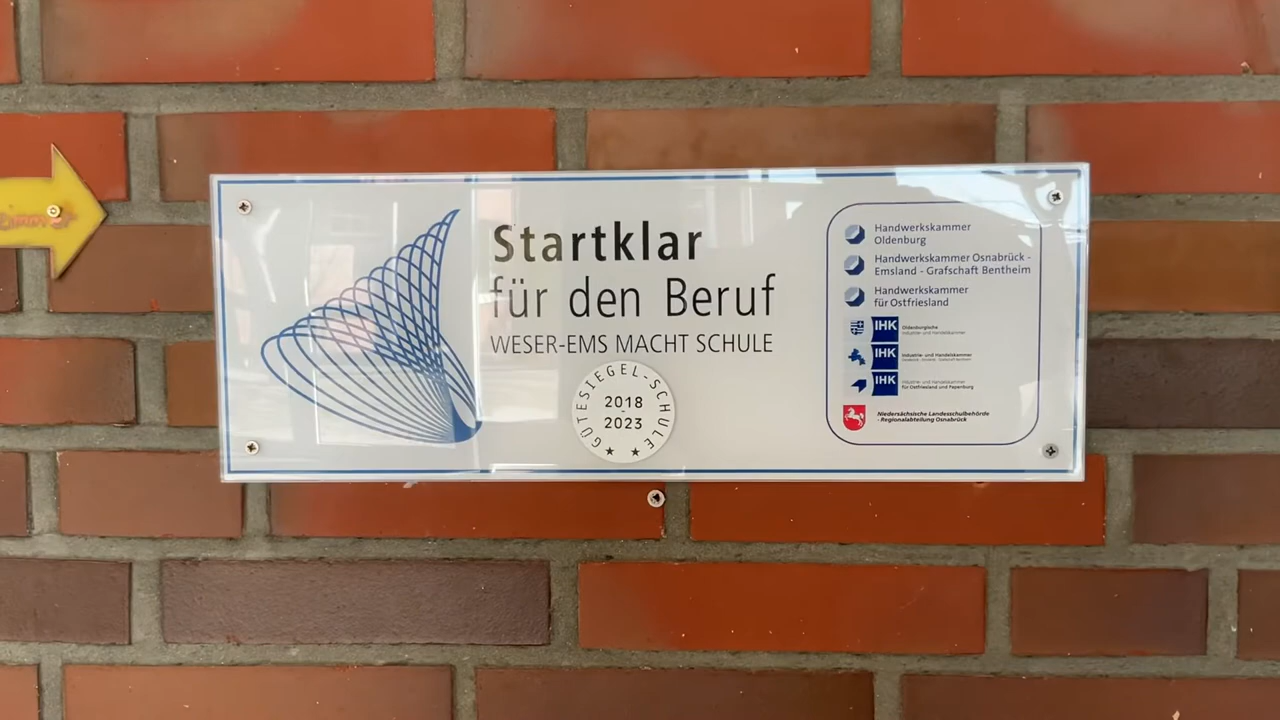 Startklar
für den Beruf
WESER-EMS MACHT SCHULE
GÜTESIEGEL-SCHULE
2018
-
2023
Handwerkskammer
Oldenburg
Handwerkskammer Osnabrück -
Emsland - Grafschaft Bentheim
Handwerkskammer
für Ostfriesland
IHK
Oldenburgische
Industrie- und Handelskammer
IHK
Industrie- und Handelskammer
Osnabrück - Emsland - Grafschaft Bentheim
IHK
Industrie- und Handelskammer
für Ostfriesland und Papenburg
Niedersächsische Landesschulbehörde
- Regionalabteilung Osnabrück